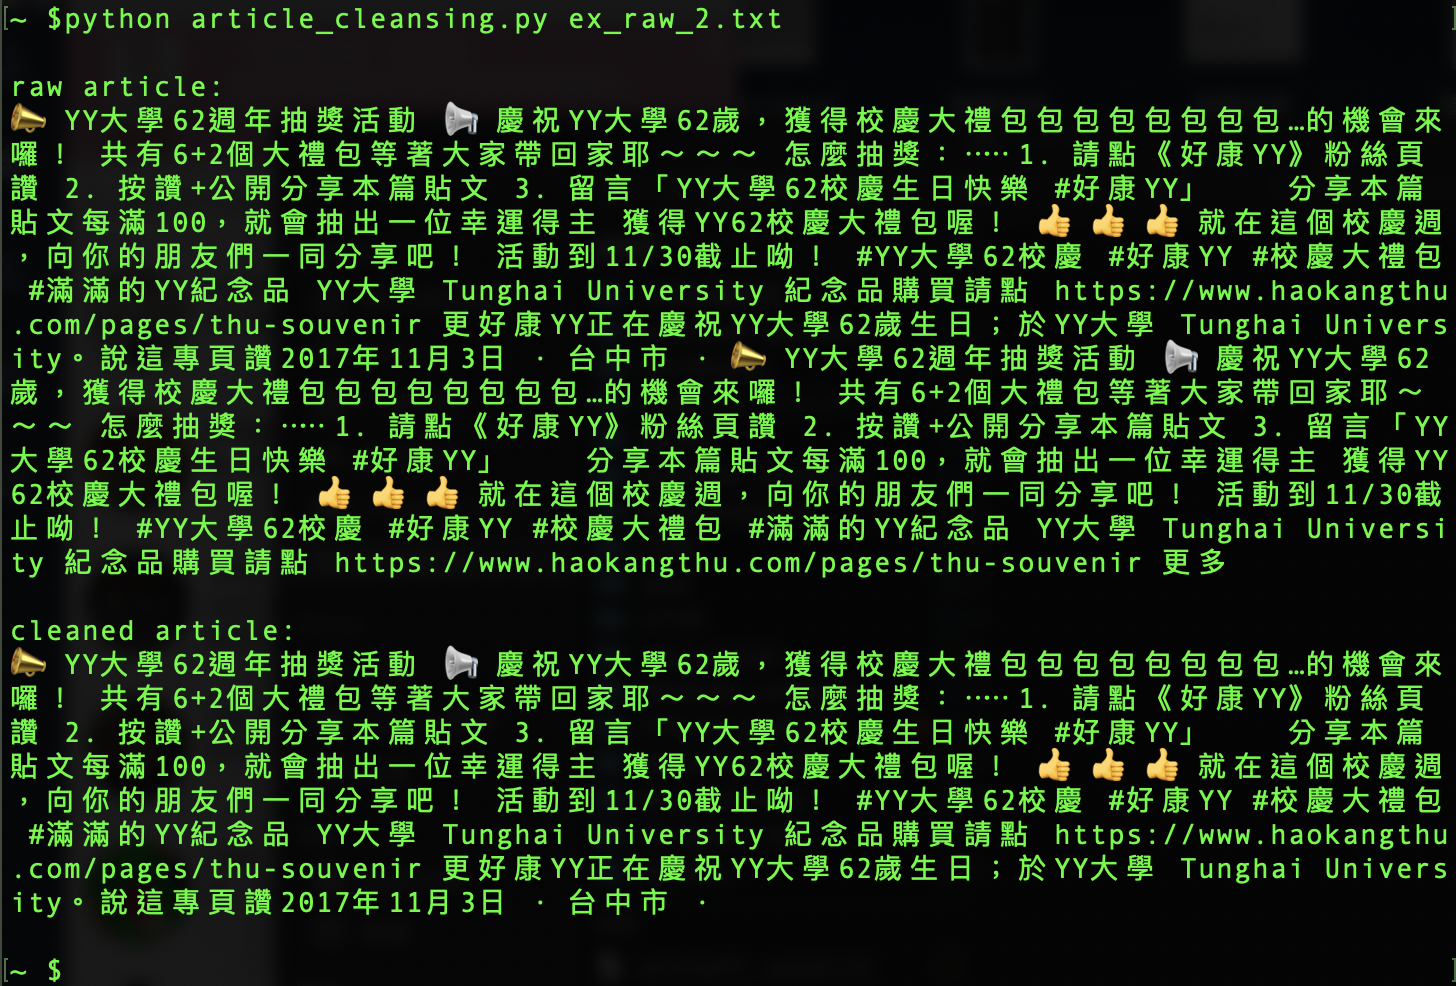 ~ $python article_cleansing.py ex_raw_2.txt
raw article:
📣 YY大學62週年抽獎活動 📢 慶祝YY大學62歲，獲得校慶大禮包包包包包包包包…的機會來
囉！ 共有6+2個大禮包等著大家帶回家耶～～～ 怎麼抽獎：‧‧‧‧‧1. 請點《好康YY》粉絲頁
讚 2. 按讚+公開分享本篇貼文 3. 留言「YY大學62校慶生日快樂 #好康YY」 分享本篇
貼文每滿100，就會抽出一位幸運得主 獲得YY62校慶大禮包喔！ 👍 👍 👍 就在這個校慶週
，向你的朋友們一同分享吧！ 活動到11/30截止呦！ #YY大學62校慶 #好康YY #校慶大禮包
#滿滿的YY紀念品 YY大學 Tunghai University 紀念品購買請點 https://www.haokangthu
.com/pages/thu-souvenir 更好康YY正在慶祝YY大學62歲生日；於YY大學 Tunghai Univers
ity。說這專頁讚2017年11月3日 · 台中市 · 📣 YY大學62週年抽獎活動 📢 慶祝YY大學62
歲，獲得校慶大禮包包包包包包包包…的機會來囉！ 共有6+2個大禮包等著大家帶回家耶～
～～ 怎麼抽獎：‧‧‧‧‧1. 請點《好康YY》粉絲頁讚 2. 按讚+公開分享本篇貼文 3. 留言「YY
大學62校慶生日快樂 #好康YY」 分享本篇貼文每滿100，就會抽出一位幸運得主 獲得YY
62校慶大禮包喔！ 👍 👍 👍 就在這個校慶週，向你的朋友們一同分享吧！ 活動到11/30截
止呦！ #YY大學62校慶 #好康YY #校慶大禮包 #滿滿的YY紀念品 YY大學 Tunghai Universi
ty 紀念品購買請點 https://www.haokangthu.com/pages/thu-souvenir 更多
cleaned article:
📣 YY大學62週年抽獎活動 📢 慶祝YY大學62歲，獲得校慶大禮包包包包包包包包…的機會來
囉！ 共有6+2個大禮包等著大家帶回家耶～～～ 怎麼抽獎：‧‧‧‧‧1. 請點《好康YY》粉絲頁
讚 2. 按讚+公開分享本篇貼文 3. 留言「YY大學62校慶生日快樂 #好康YY」 分享本篇
貼文每滿100，就會抽出一位幸運得主 獲得YY62校慶大禮包喔！ 👍 👍 👍 就在這個校慶週
，向你的朋友們一同分享吧！ 活動到11/30截止呦！ #YY大學62校慶 #好康YY #校慶大禮包
#滿滿的YY紀念品 YY大學 Tunghai University 紀念品購買請點 https://www.haokangthu
.com/pages/thu-souvenir 更好康YY正在慶祝YY大學62歲生日；於YY大學 Tunghai Univers
ity。說這專頁讚2017年11月3日 · 台中市 ·
~ $